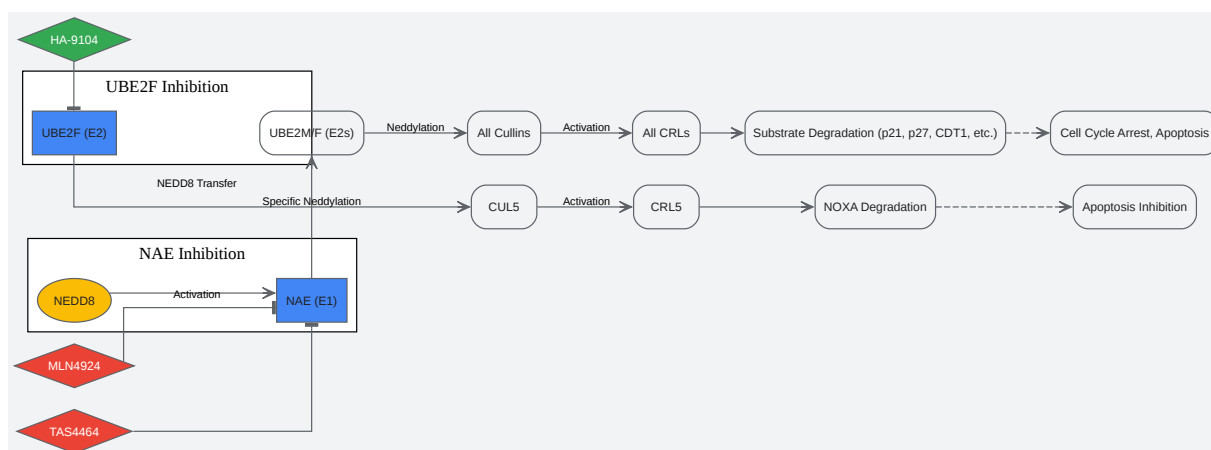 HA-9104
UBE2F Inhibition
UBE2F (E2)
UBE2M/F (E2s)
Neddylation
All Cullins
Activation
All CRLs
Substrate Degradation (p21, p27, CDT1, etc.)
Cell Cycle Arrest, Apoptosis
NEDD8 Transfer
Specific Neddylation
CUL5
Activation
CRL5
NOXA Degradation
Apoptosis Inhibition
NAE Inhibition
NEDD8
Activation
NAE (E1)
MLN4924
TAS4464